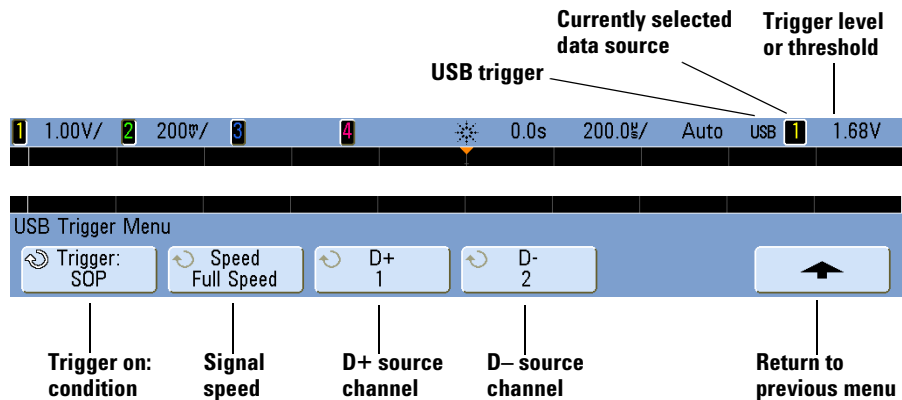 Currently selected
data source
Trigger level
or threshold
USB trigger
1 1.00V/ 2 200mV/ 3 4 0.0s 200.0us/ Auto USB 1 1.68V
USB Trigger Menu
Trigger:
SOP
Speed
Full Speed
D+
1
D-
2
Trigger on:
condition
Signal
speed
D+ source
channel
D– source
channel
Return to
previous menu